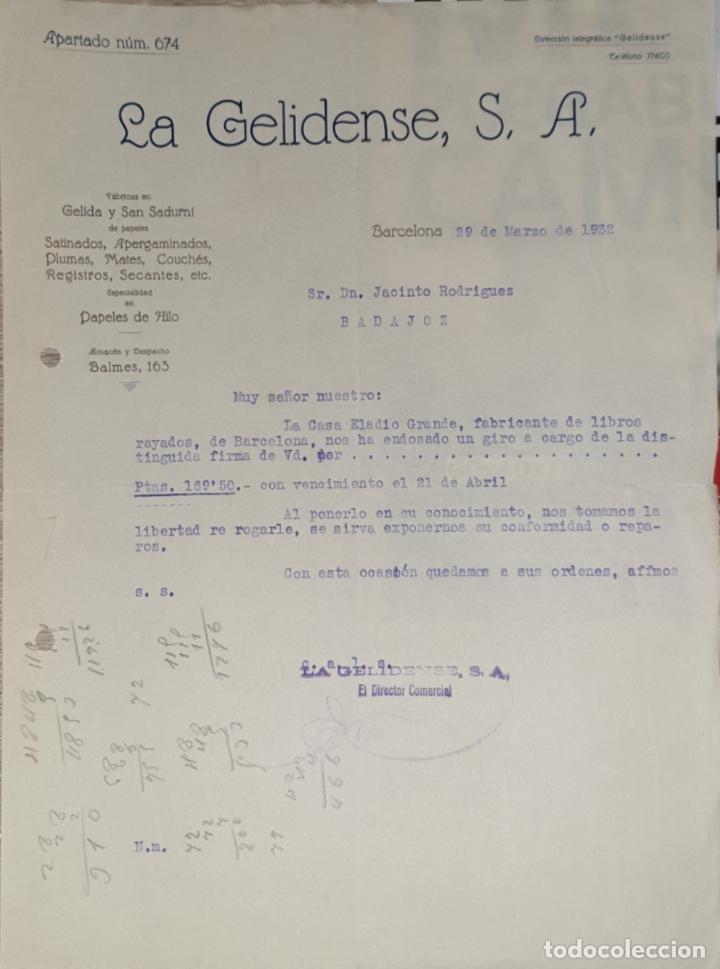 Apartado núm. 674
Dirección telegráfica "Gelidense"
Teléfono 77403
La Gelidense, S. A.
Fábricas en
Gelida y San Sadurní
de papeles
Satinados, Apergaminados,
Plumas, Mates, Couchés,
Registros, Secantes, etc.
Especialidad
en
Papeles de Hilo
Almacén y Despacho
Balmes, 163
Barcelona 29 de Marzo de 1932
Sr. Dn. Jacinto Rodriguez
BADAJOZ
Muy señor nuestro:
La Casa Eladio Grande, fabricante de libros
rayados, de Barcelona, nos ha endosado un giro a cargo de la dis-
tinguida firma de Vd. por . . . . . . . . . . . . . . . . . . . .
Ptas. 169'50.- con vencimiento el 21 de Abril
Al ponerlo en su conocimiento, nos tomamos la
libertad re rogarle, se sirva exponernos su conformidad o repa-
ros.
Con esta ocasión quedamos a sus ordenes, affmos
s. s.
LA GELIDENSE, S. A,
El Director Comercial
N.m.
todocoleccion